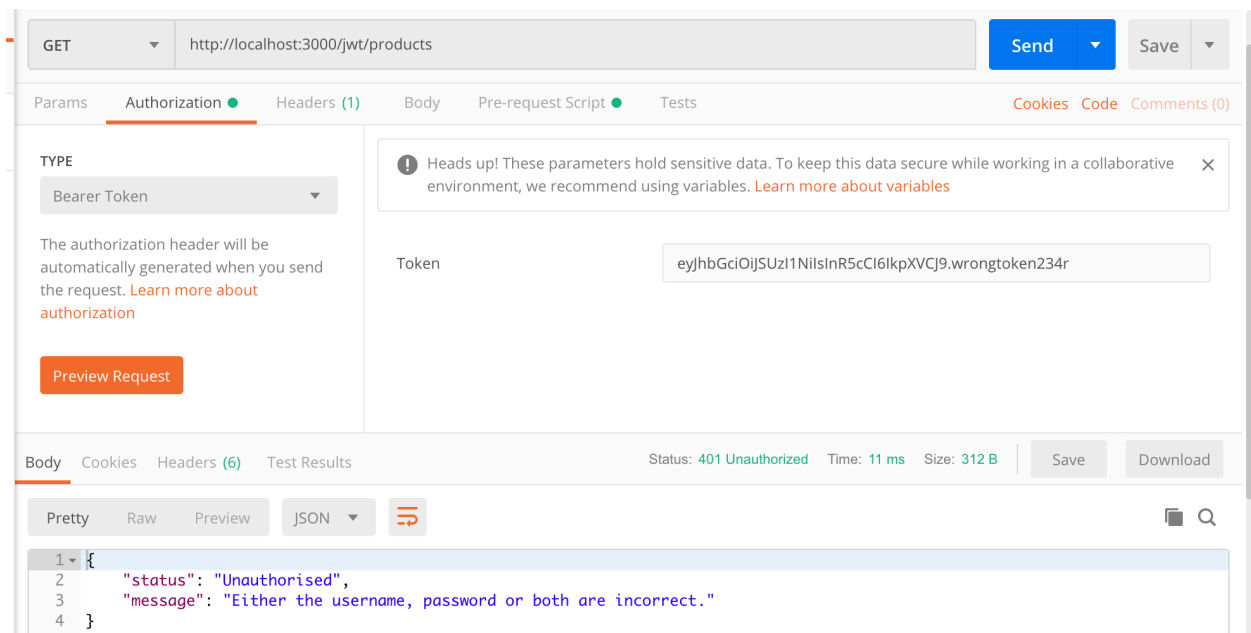 GET http://localhost:3000/jwt/products Send Save
Params Authorization Headers (1) Body Pre-request Script Tests Cookies Code Comments (0)
TYPE
Bearer Token
The authorization header will be
automatically generated when you send
the request. Learn more about
authorization
Preview Request
Heads up! These parameters hold sensitive data. To keep this data secure while working in a collaborative
environment, we recommend using variables. Learn more about variables
Token eyJhbGciOiJSUzI1NiIsInR5cCI6IkpXVCJ9.wrongtoken234r
Body Cookies Headers (6) Test Results Status: 401 Unauthorized Time: 11 ms Size: 312 B Save Download
Pretty Raw Preview JSON
1 {
2 "status": "Unauthorised",
3 "message": "Either the username, password or both are incorrect."
4 }